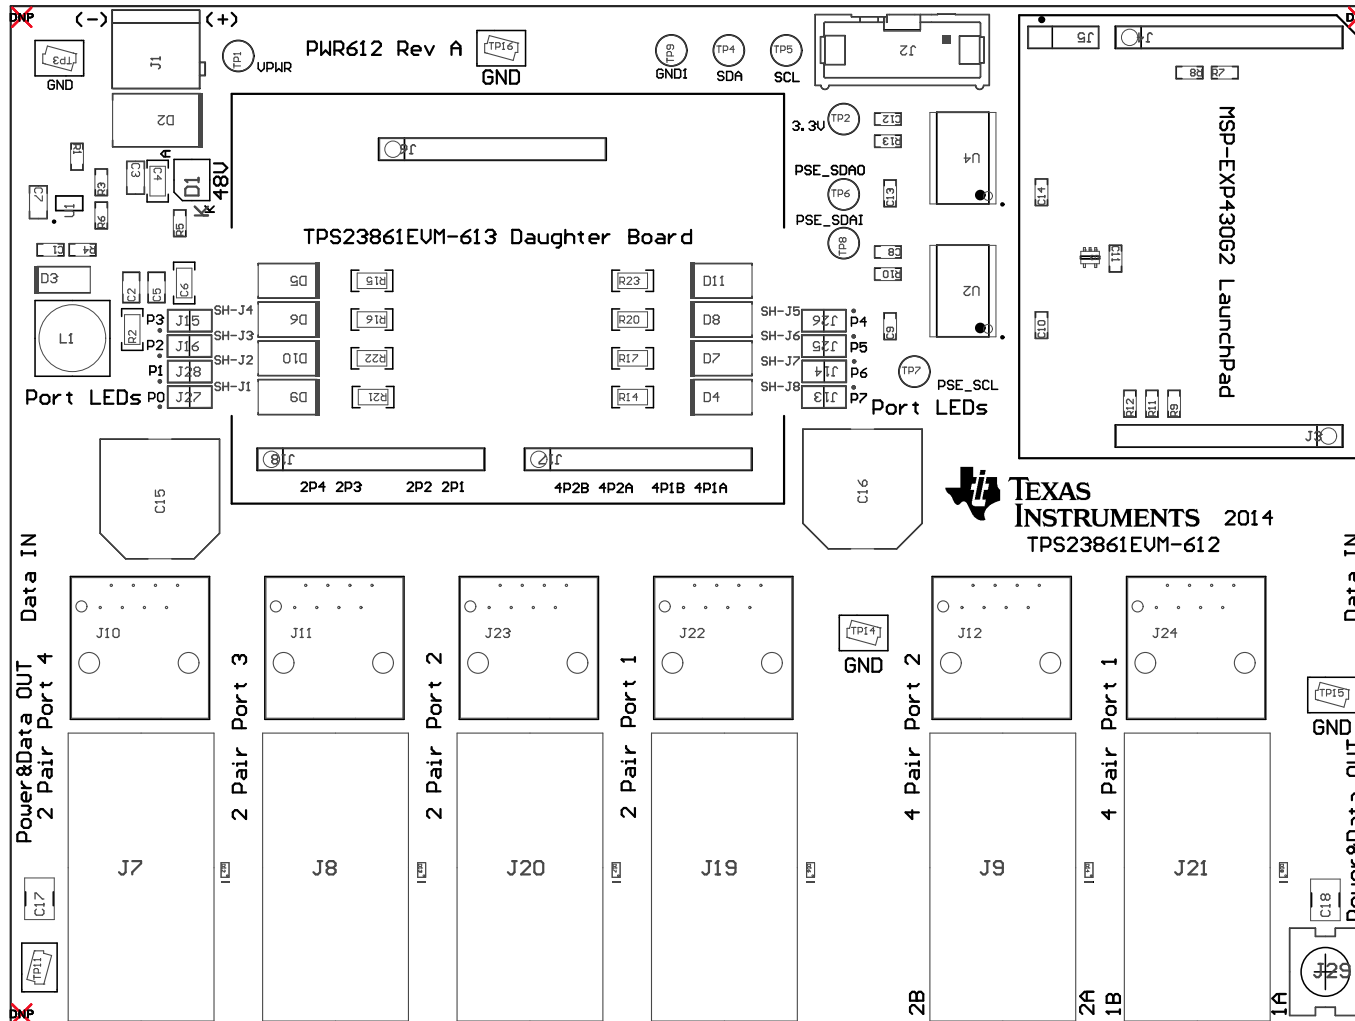 DNP
(-)
(+)
J1
TP3
GND
TP1
VPWR
PWR612 Rev A
TP16
GND
TP9
GND1
TP4
SDA
TP5
SCL
J2
J5
J4
R8
R7
MSP-EXP430G2 LaunchPad
D2
A
R1
C3
C4
D1
48V
K
K
C7
R3
R6
R5
U1
C1
R4
D3
C2
C5
C6
L1
R2
J6
TPS23861EVM-613 Daughter Board
3.3V
TP2
C12
R13
U4
PSE_SDAO
TP6
C13
PSE_SDAI
TP8
C8
R10
U2
C14
C11
C9
C10
P3
J15
SH-J4
P2
J16
SH-J3
P1
J28
SH-J2
P0
J27
SH-J1
Port LEDs
D5
R15
R23
D11
D6
R16
R20
D8
D10
R22
R17
D7
D9
R21
R14
D4
SH-J5
J26
P4
SH-J6
J25
P5
SH-J7
J14
P6
SH-J8
J13
P7
Port LEDs
TP7
PSE_SCL
R12
R11
R9
J3
C15
J18
J17
2P4 2P3
2P2 2P1
4P2B 4P2A
4P1B 4P1A
C16
TEXAS
INSTRUMENTS
2014
TPS23861EVM-612
Data IN
Data IN
J10
J11
J23
J22
TP14
GND
J12
J24
TP15
GND
Power&Data OUT
2 Pair Port 4
2 Pair Port 3
2 Pair Port 2
2 Pair Port 1
4 Pair Port 2
4 Pair Port 1
Power&Data OUT
J7
J8
J20
J19
J9
J21
C17
C18
TP11
2B
2A
1B
1A
J29
DNP